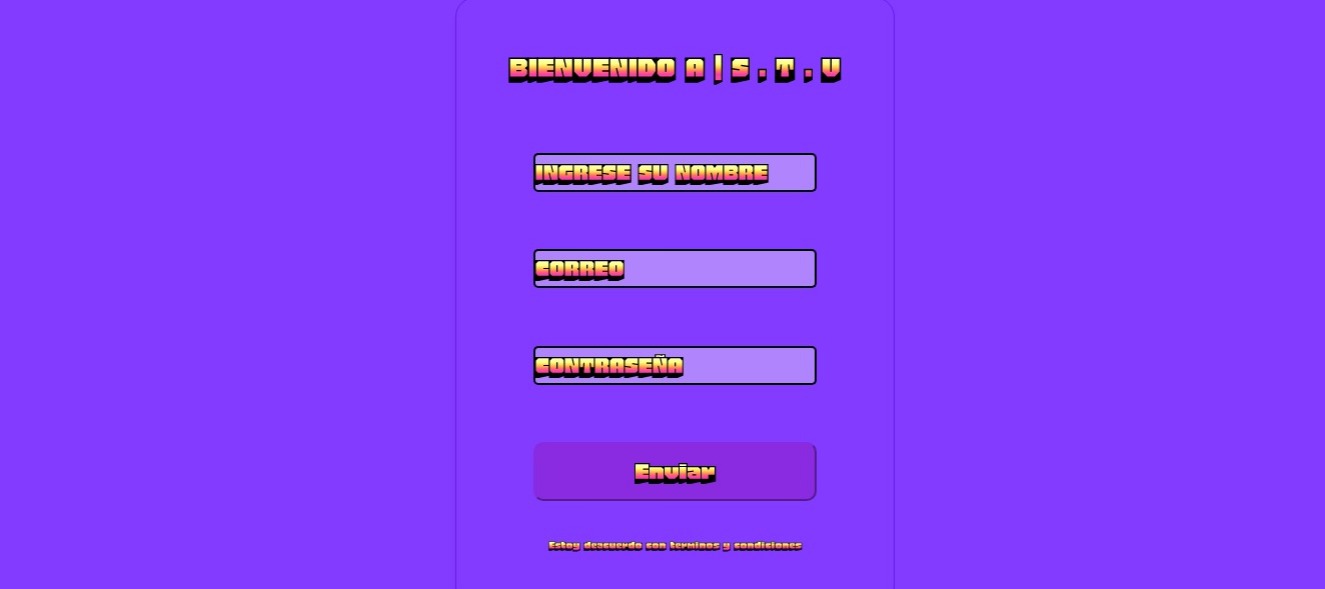 BIENVENIDO A | S . T . V
INGRESE SU NOMBRE
CORREO
CONTRASEÑA
Enviar
Estoy deacuerdo con terminos y condiciones